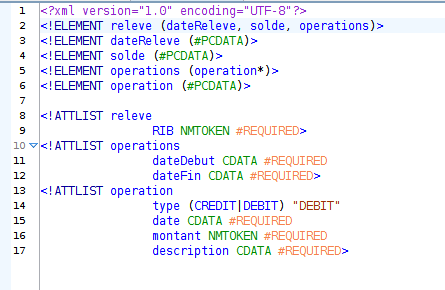 1 <?xml version="1.0" encoding="UTF-8"?>
2 <!ELEMENT releve (dateReleve, solde, operations)>
3 <!ELEMENT dateReleve (#PCDATA)>
4 <!ELEMENT solde (#PCDATA)>
5 <!ELEMENT operations (operation*)>
6 <!ELEMENT operation (#PCDATA)>
7
8 <!ATTLIST releve
9 RIB NMTOKEN #REQUIRED>
10 <!ATTLIST operations
11 dateDebut CDATA #REQUIRED
12 dateFin CDATA #REQUIRED>
13 <!ATTLIST operation
14 type (CREDIT|DEBIT) "DEBIT"
15 date CDATA #REQUIRED
16 montant NMTOKEN #REQUIRED
17 description CDATA #REQUIRED>